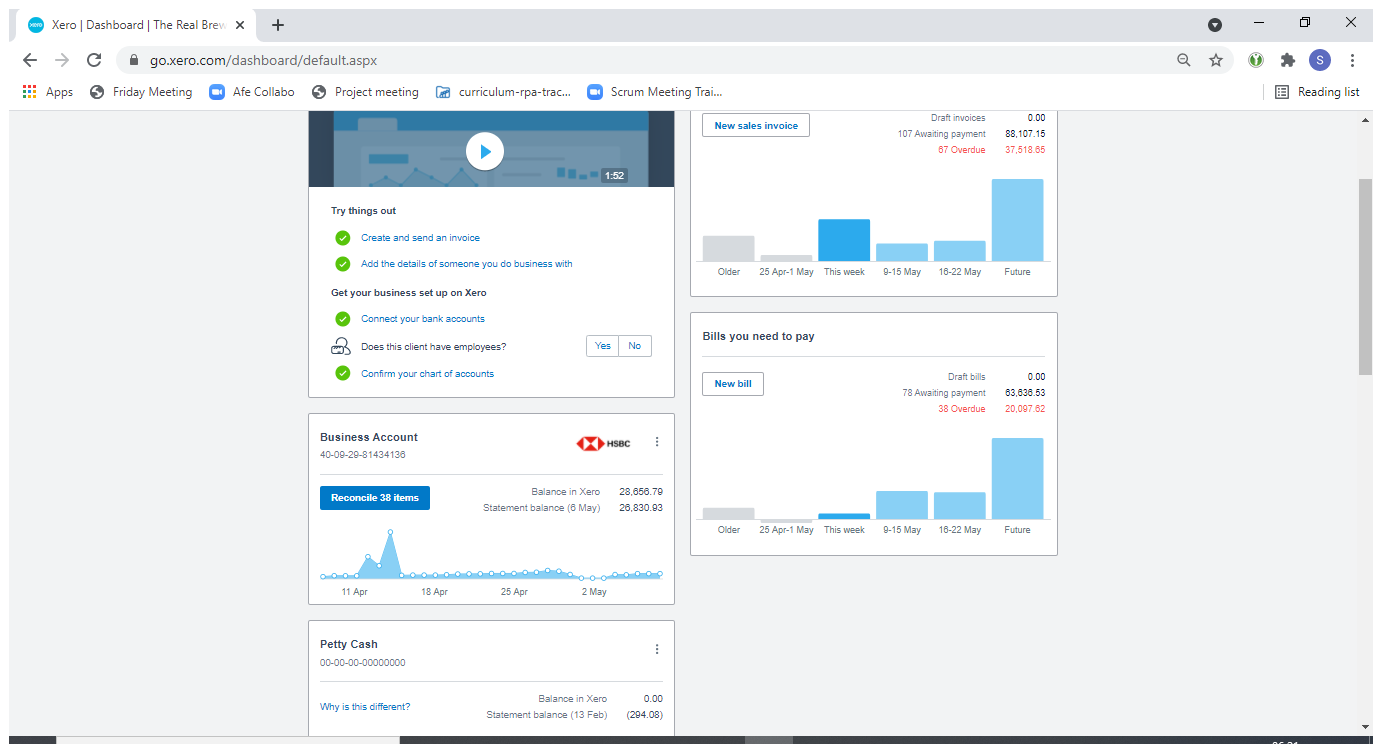 Xero | Dashboard | The Real Brew
go.xero.com/dashboard/default.aspx
S
Apps
Friday Meeting
Afe Collabo
Project meeting
curriculum-rpa-trac...
Scrum Meeting Trai...
Reading list
1:52
Try things out
Create and send an invoice
Add the details of someone you do business with
Get your business set up on Xero
Connect your bank accounts
Does this client have employees?
Yes
No
Confirm your chart of accounts
Business Account
40-09-29-81434136
HSBC
Reconcile 38 items
Balance in Xero 28,656.79
Statement balance (6 May) 26,830.93
11 Apr 18 Apr 25 Apr 2 May
Petty Cash
00-00-00-00000000
Why is this different?
Balance in Xero 0.00
Statement balance (13 Feb) (294.08)
New sales invoice
Draft invoices 0.00
107 Awaiting payment 88,107.15
67 Overdue 37,518.65
Older 25 Apr-1 May This week 9-15 May 16-22 May Future
Bills you need to pay
New bill
Draft bills 0.00
78 Awaiting payment 63,636.53
38 Overdue 20,097.62
Older 25 Apr-1 May This week 9-15 May 16-22 May Future